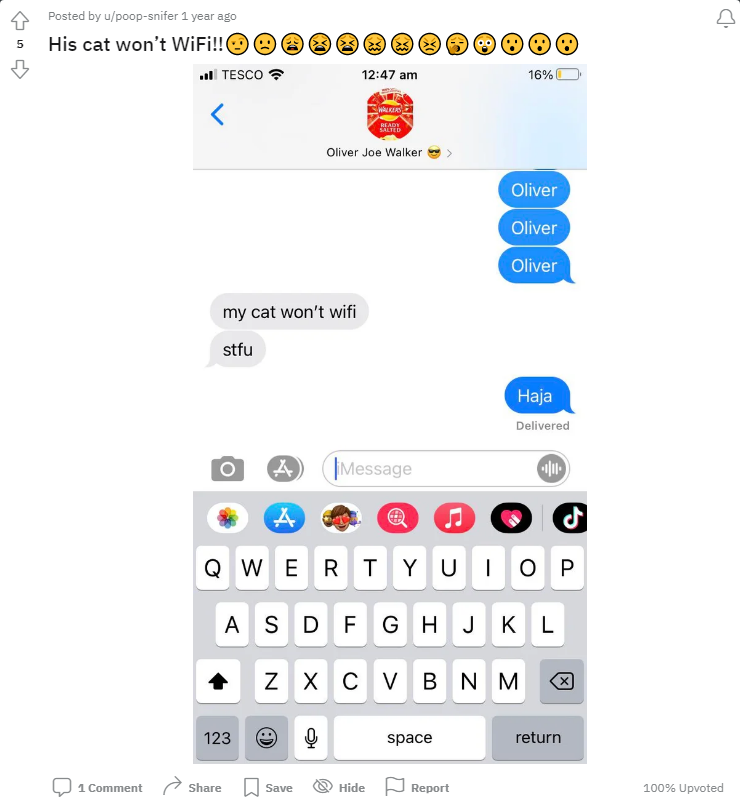 Posted by u/poop-snifer 1 year ago
5
His cat won’t WiFi!!🤨🙁😩😫😫😖😖😣🥱😲😮😮😮
TESCO 12:47 am 16%
WALKERS
READY
SALTED
Oliver Joe Walker 😎 >
Oliver
Oliver
Oliver
my cat won’t wifi
stfu
Haja
Delivered
iMessage
Q W E R T Y U I O P
A S D F G H J K L
Z X C V B N M
123 space return
1 Comment Share Save Hide Report 100% Upvoted